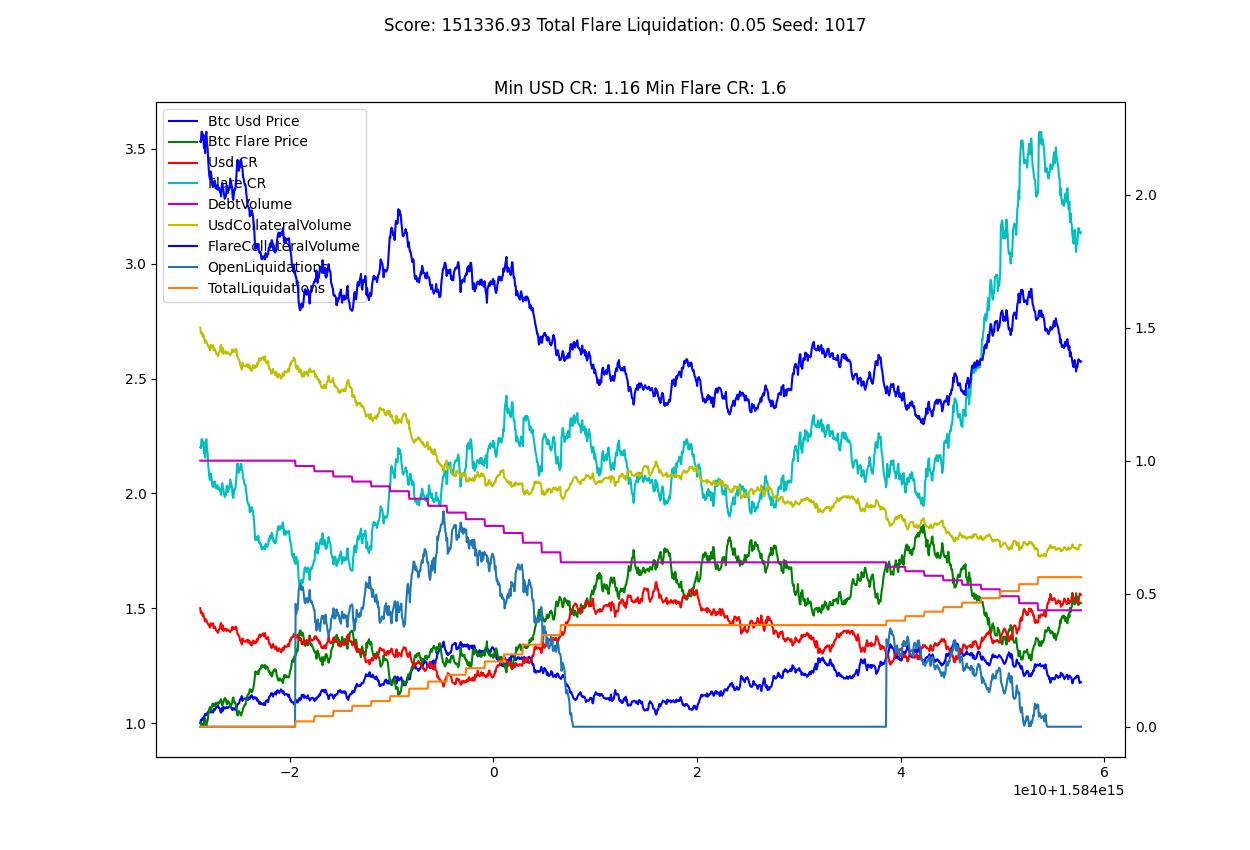 Score: 151336.93 Total Flare Liquidation: 0.05 Seed: 1017
Min USD CR: 1.16 Min Flare CR: 1.6
Btc Usd Price
Btc Flare Price
Usd CR
Flare CR
DebtVolume
UsdCollateralVolume
FlareCollateralVolume
OpenLiquidations
TotalLiquidations
3.5
3.0
2.5
2.0
1.5
1.0
2.0
1.5
1.0
0.5
0.0
−2 0 2 4 6
1e10+1.584e15